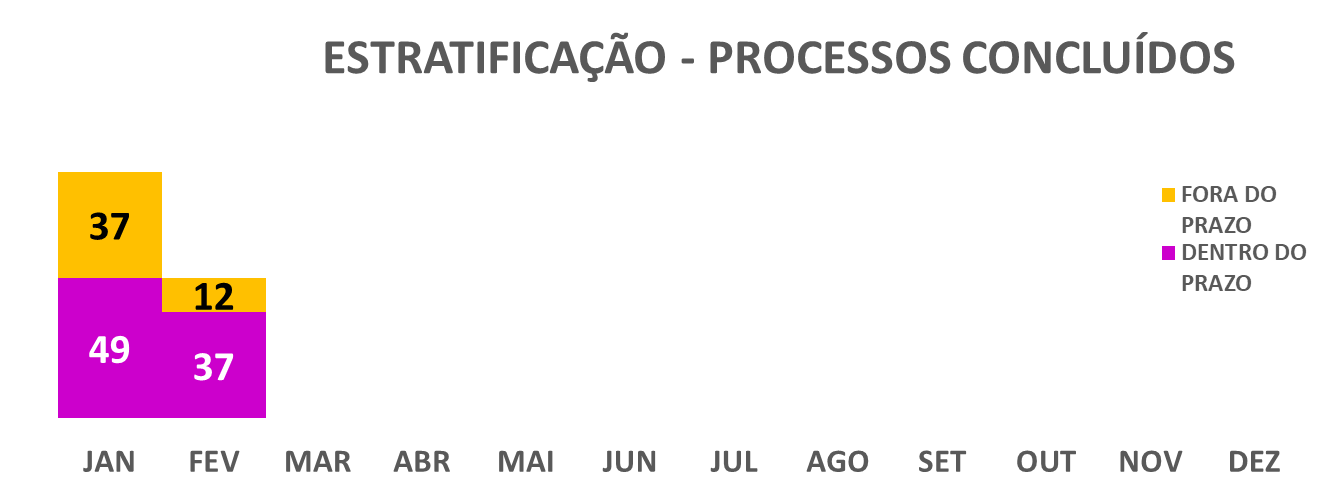 ESTRATIFICAÇÃO - PROCESSOS CONCLUÍDOS
37
12
49
37
FORA DO
PRAZO
DENTRO DO
PRAZO
JAN FEV MAR ABR MAI JUN JUL AGO SET OUT NOV DEZ